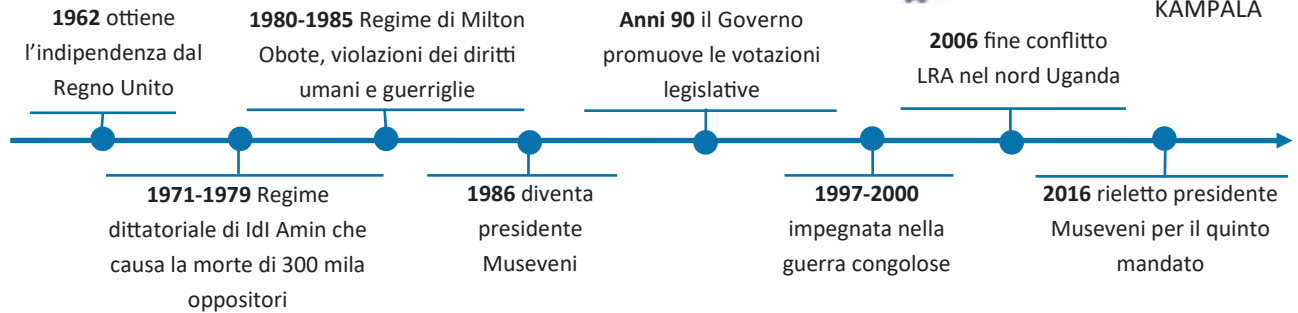 KAMPALA
1962 ottiene
l'indipendenza dal
Regno Unito
1980-1985 Regime di Milton
Obote, violazioni dei diritti
umani e guerriglie
Anni 90 il Governo
promuove le votazioni
legislative
2006 fine conflitto
LRA nel nord Uganda
1971-1979 Regime
dittatoriale di IdI Amin che
causa la morte di 300 mila
oppositori
1986 diventa
presidente
Museveni
1997-2000
impegnata nella
guerra congolose
2016 rieletto presidente
Museveni per il quinto
mandato